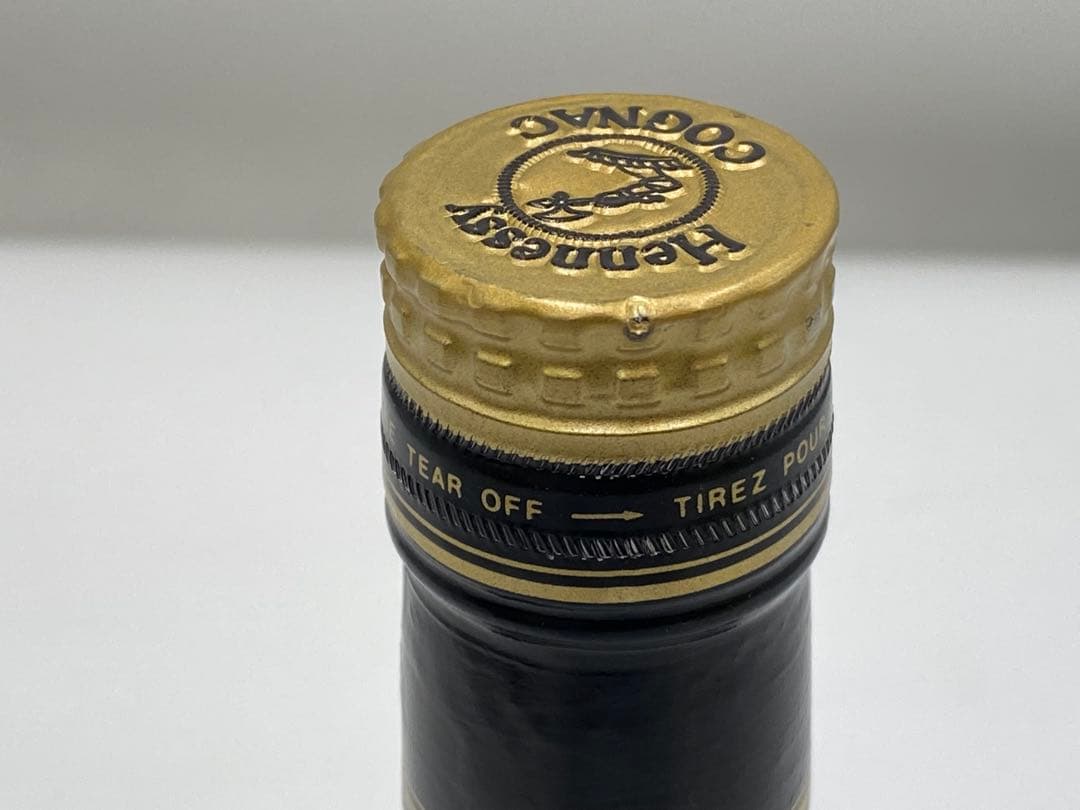 Hennessy
COGNAC
TEAR OFF → TIREZ POUR